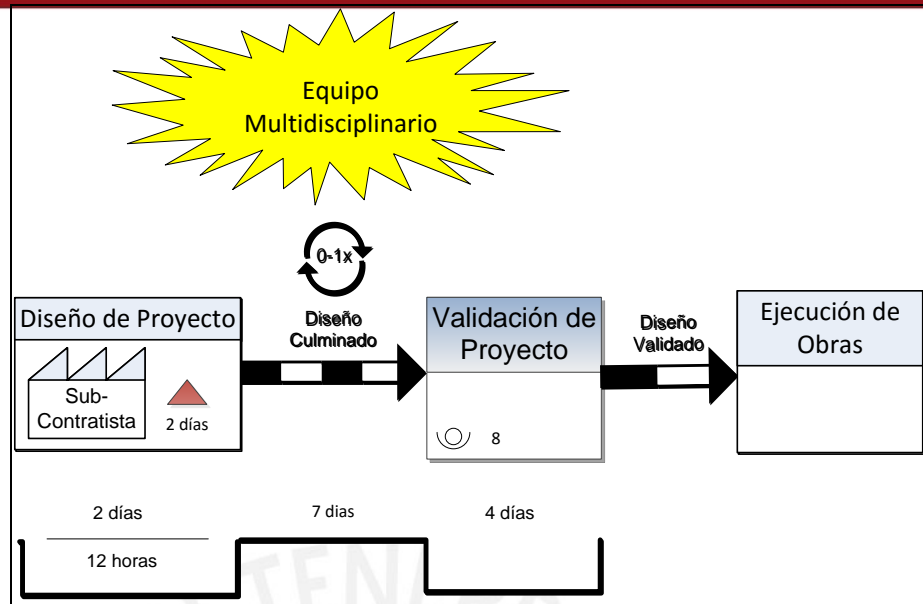 Equipo
Multidisciplinario
0-1x
Diseño de Proyecto
Sub-
Contratista
2 días
Diseño
Culminado
Validación de
Proyecto
8
Diseño
Validado
Ejecución de
Obras
2 días
12 horas
7 dias
4 días